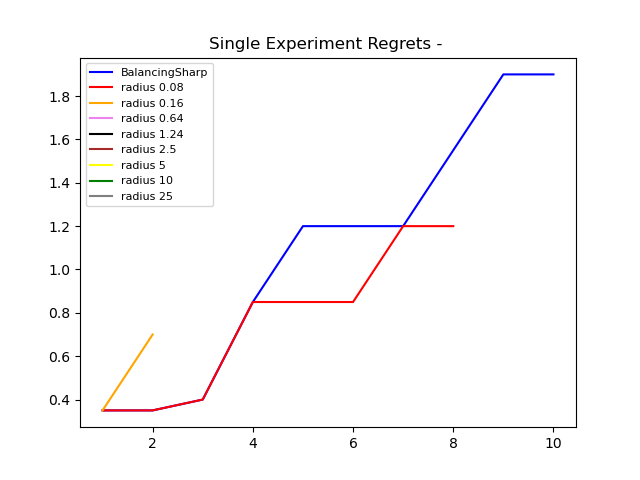 Single Experiment Regrets -
BalancingSharp
radius 0.08
radius 0.16
radius 0.64
radius 1.24
radius 2.5
radius 5
radius 10
radius 25
1.8
1.6
1.4
1.2
1.0
0.8
0.6
0.4
2 4 6 8 10